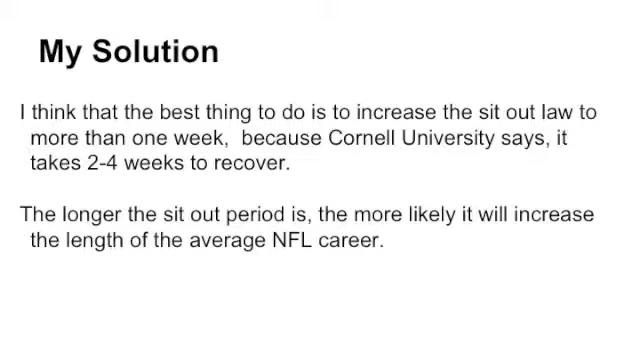 My Solution
I think that the best thing to do is to increase the sit out law to
more than one week,  because Cornell University says, it
takes 2-4 weeks to recover.
The longer the sit out period is, the more likely it will increase
the length of the average NFL career.